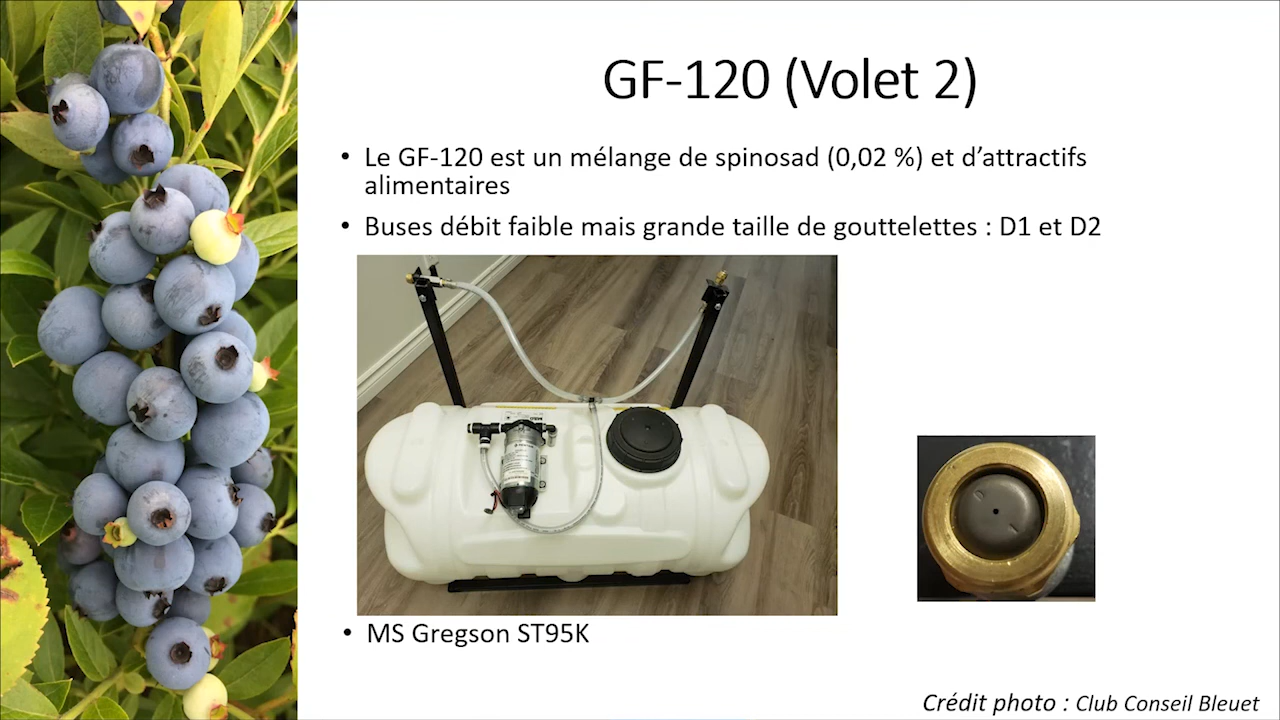 GF-120 (Volet 2)
• Le GF-120 est un mélange de spinosad (0,02 %) et d’attractifs
alimentaires
• Buses débit faible mais grande taille de gouttelettes : D1 et D2
• MS Gregson ST95K
Crédit photo : Club Conseil Bleuet